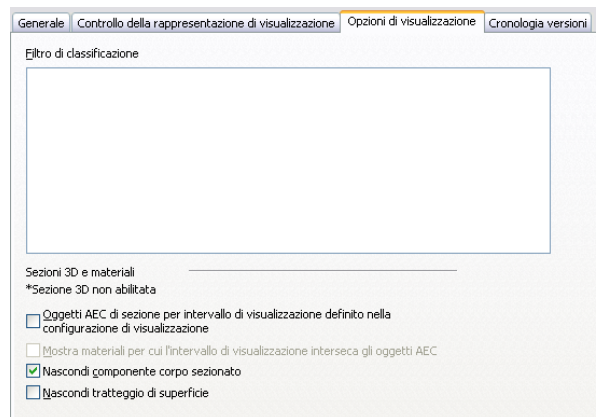 Generale
Controllo della rappresentazione di visualizzazione
Opzioni di visualizzazione
Cronologia versioni
Filtro di classificazione
Sezioni 3D e materiali
*Sezione 3D non abilitata
Oggetti AEC di sezione per intervallo di visualizzazione definito nella
configurazione di visualizzazione
Mostra materiali per cui l'intervallo di visualizzazione interseca gli oggetti AEC
Nascondi componente corpo sezionato
Nascondi tratteggio di superficie